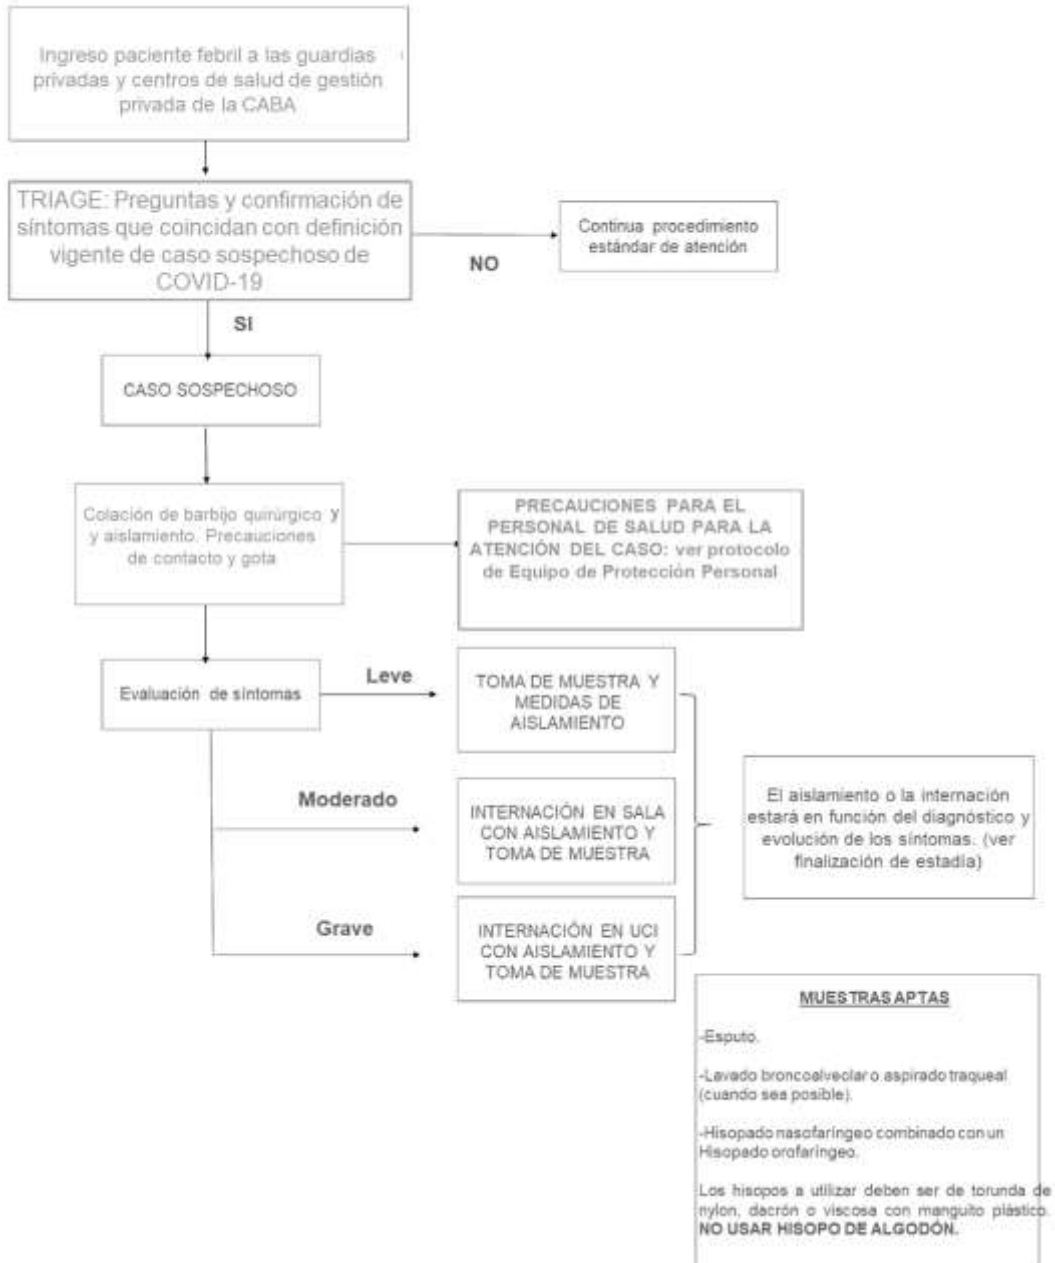 Ingreso paciente febril a las guardias
privadas y centros de salud de gestión
privada de la CABA
TRIAGE: Preguntas y confirmación de
síntomas que coincidan con definición
vigente de caso sospechoso de
COVID-19
NO
Continua procedimiento
estándar de atención
SI
CASO SOSPECHOSO
Colación de barbijo quirúrgico y
y aislamiento. Precauciones
de contacto y gota
PRECAUCIONES PARA EL
PERSONAL DE SALUD PARA LA
ATENCIÓN DEL CASO: ver protocolo
de Equipo de Protección Personal
Evaluación de síntomas
Leve
TOMA DE MUESTRA Y
MEDIDAS DE
AISLAMIENTO
Moderado
INTERNACIÓN EN SALA
CON AISLAMIENTO Y
TOMA DE MUESTRA
Grave
INTERNACIÓN EN UCI
CON AISLAMIENTO Y
TOMA DE MUESTRA
El aislamiento o la internación
estará en función del diagnóstico y
evolución de los síntomas. (ver
finalización de estadía)
MUESTRAS APTAS
-Esputo.
-Lavado broncoalveolar o aspirado traqueal
(cuando sea posible).
-Hisopado nasofaríngeo combinado con un
Hisopado orofaríngeo.
Los hisopos a utilizar deben ser de torunda de
nylon, dacrón o viscosa con manguito plástico.
NO USAR HISOPO DE ALGODÓN.